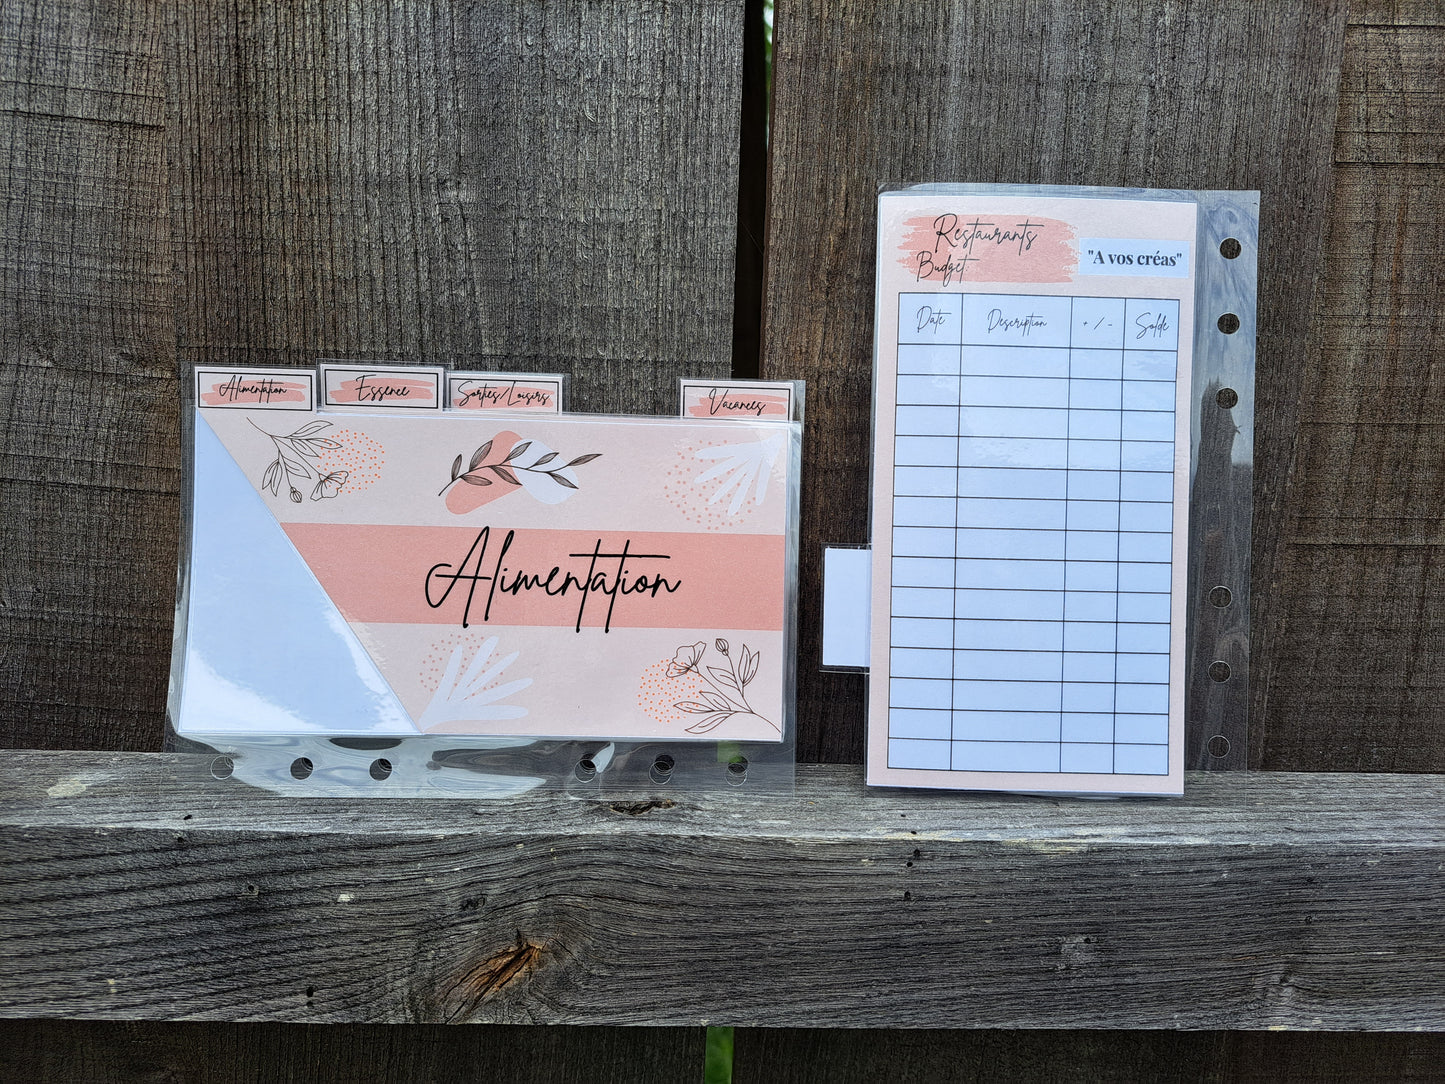 Alimentation
Essence
Sorties/Loisirs
Vacances
Alimentation
Restaurants
Budget
"A vos créas"
Date
Description
+ / -
Solde